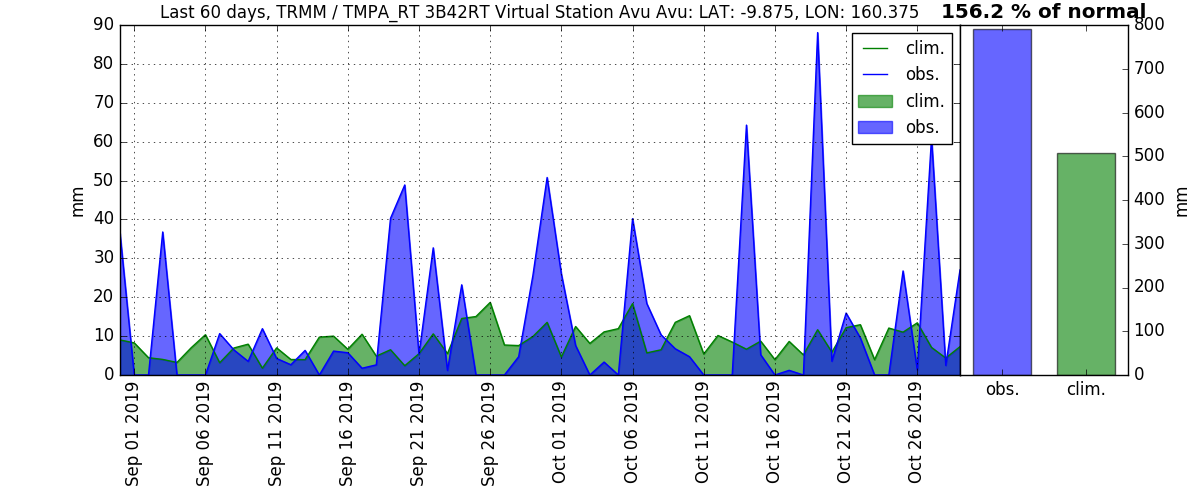 Last 60 days, TRMM / TMPA_RT 3B42RT Virtual Station Avu Avu: LAT: -9.875, LON: 160.375
156.2 % of normal
90
80
70
60
50
40
30
20
10
0
mm
clim.
obs.
clim.
obs.
Sep 01 2019
Sep 06 2019
Sep 11 2019
Sep 16 2019
Sep 21 2019
Sep 26 2019
Oct 01 2019
Oct 06 2019
Oct 11 2019
Oct 16 2019
Oct 21 2019
Oct 26 2019
800
700
600
500
400
300
200
100
0
mm
obs.
clim.